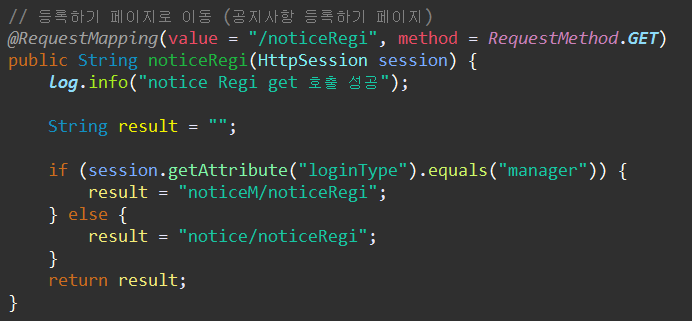 // 등록하기 페이지로 이동 (공지사항 등록하기 페이지)
@RequestMapping(value = "/noticeRegi", method = RequestMethod.GET)
public String noticeRegi(HttpSession session) {
    log.info("notice Regi get 호출 성공");

    String result = "";

    if (session.getAttribute("loginType").equals("manager")) {
        result = "noticeM/noticeRegi";
    } else {
        result = "notice/noticeRegi";
    }
    return result;
}